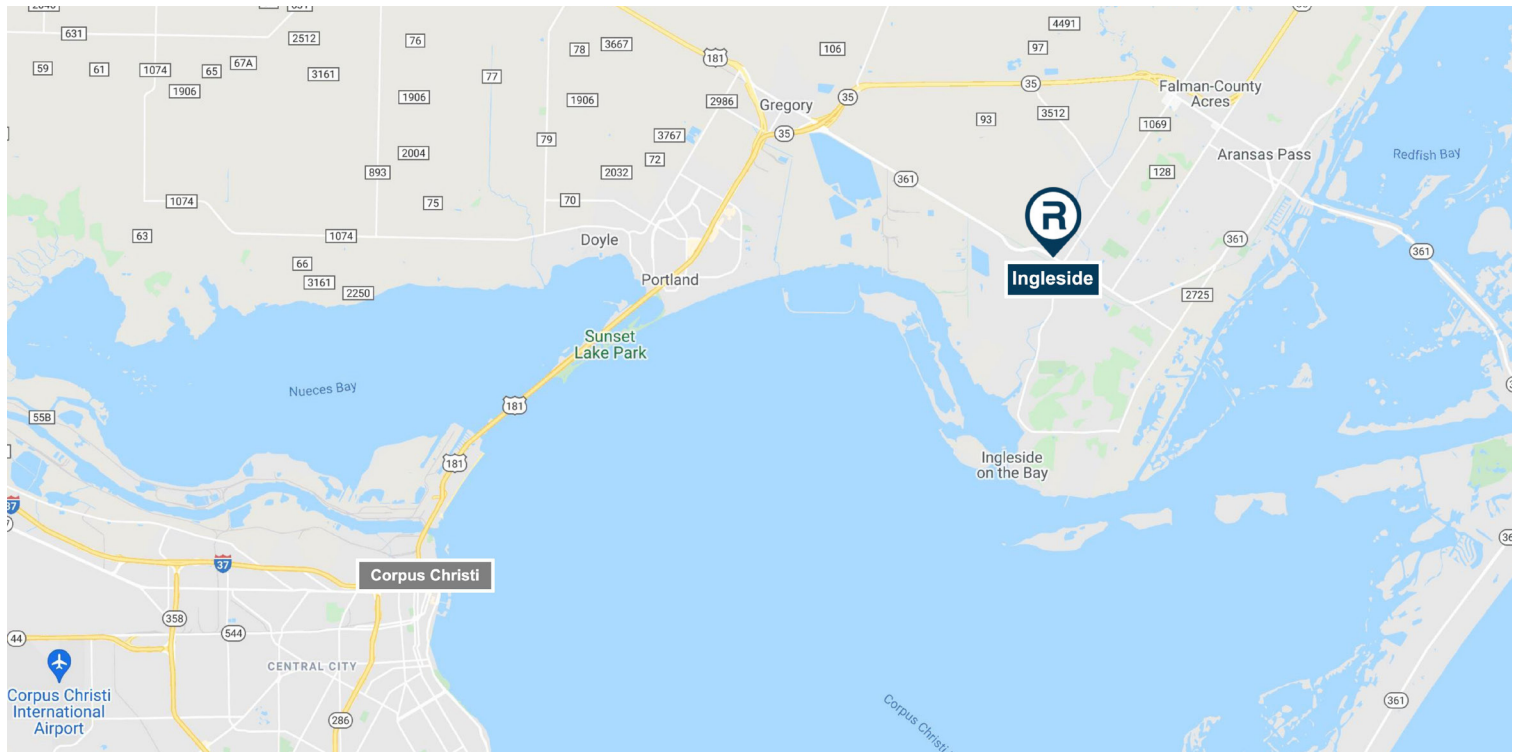 631
2512
76
78
3667
181
106
97
4491
59
61
1074
65
67A
3161
77
35
Falman-County
Acres
1906
1906
1906
2986
Gregory
35
93
3512
1069
79
3767
35
Aransas Pass
Redfish Bay
2004
72
893
2032
361
128
1074
75
70
R
63
1074
Doyle
361
361
66
Portland
Ingleside
3161
2250
2725
Sunset
Lake Park
Nueces Bay
181
55B
181
Ingleside
on the Bay
37
37
Corpus Christi
358
544
44
CENTRAL CITY
Corpus Christi
International
Airport
286
Corpus Christi
361